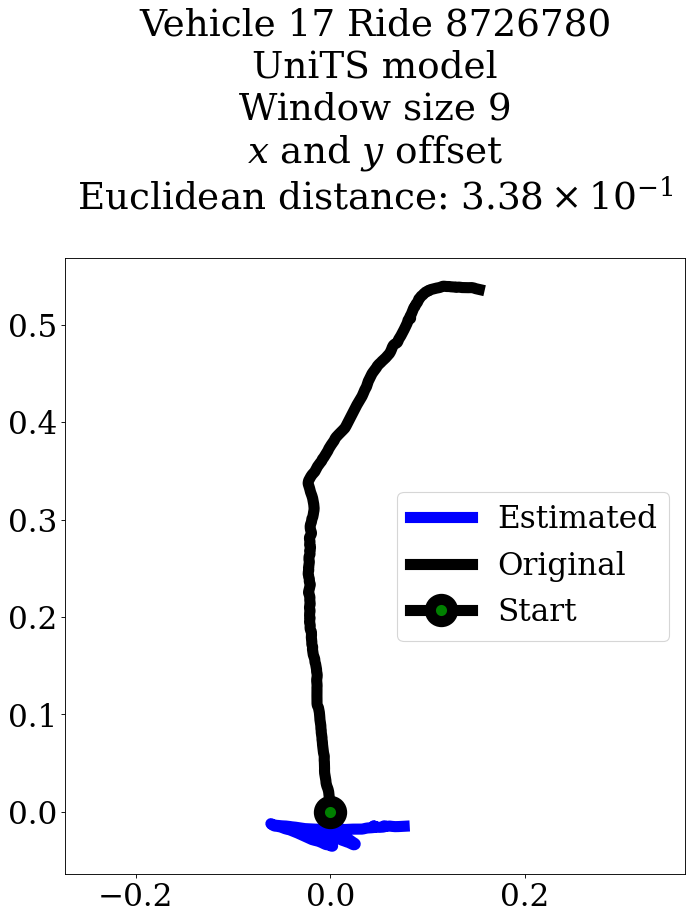 Vehicle 17 Ride 8726780
UniTS model
Window size 9
x and y offset
Euclidean distance: 3.38 × 10⁻¹
0.5
0.4
0.3
0.2
0.1
0.0
Estimated
Original
Start
−0.2 0.0 0.2